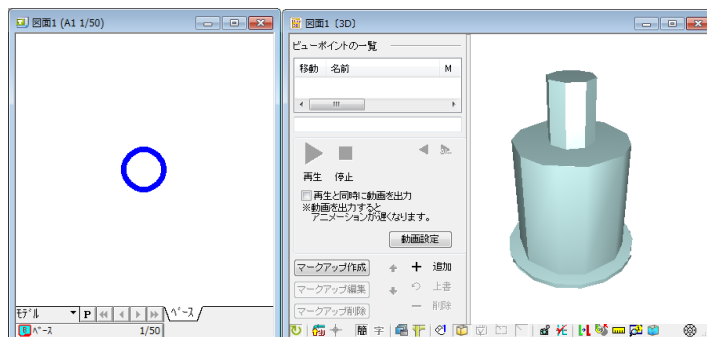 図面1 (A1 1/50)
モデル P ベース
ベース 1/50
図面1 〔3D〕
ビューポイントの一覧
移動 名前 M
再生 停止
再生と同時に動画を出力
※動画を出力すると
アニメーションが遅くなります。
動画設定
マークアップ作成 追加
マークアップ編集 上書
マークアップ削除 削除
簡 字